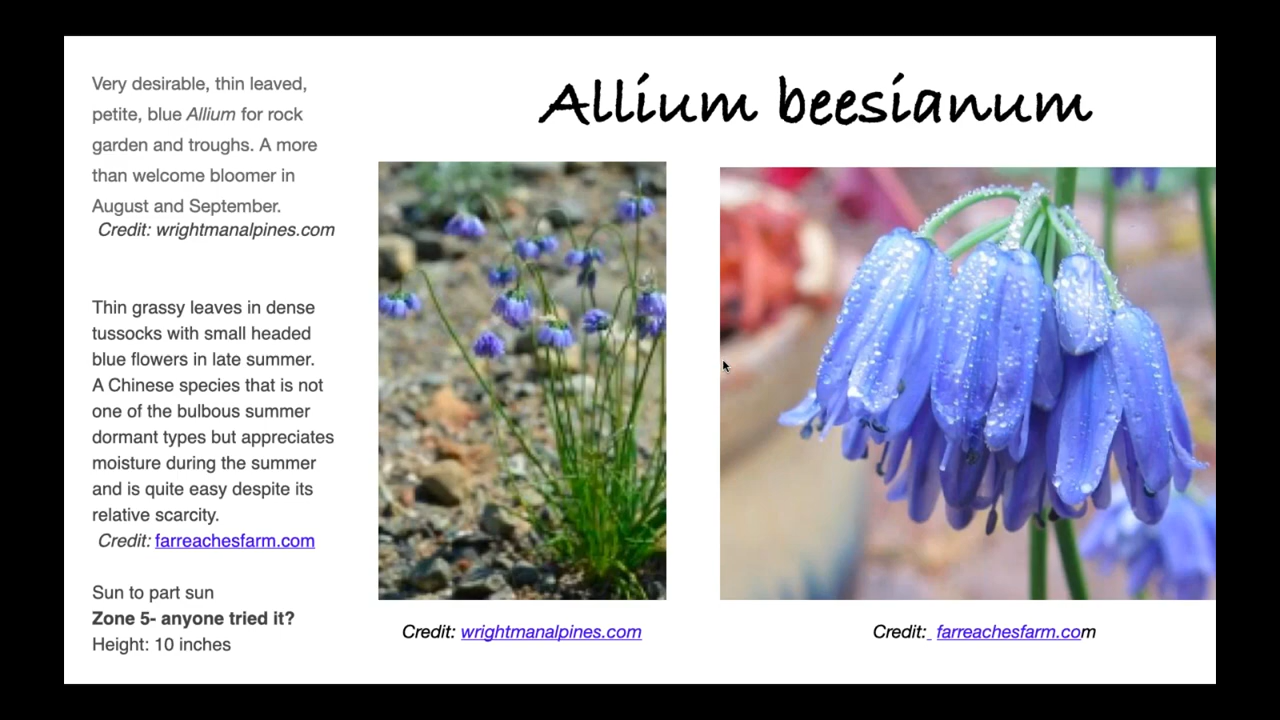 Allium beesianum
Very desirable, thin leaved,
petite, blue Allium for rock
garden and troughs. A more
than welcome bloomer in
August and September.
Credit: wrightmanalpines.com
Thin grassy leaves in dense
tussocks with small headed
blue flowers in late summer.
A Chinese species that is not
one of the bulbous summer
dormant types but appreciates
moisture during the summer
and is quite easy despite its
relative scarcity.
Credit: farreachesfarm.com
Sun to part sun
Zone 5- anyone tried it?
Height: 10 inches
Credit: wrightmanalpines.com
Credit: farreachesfarm.com